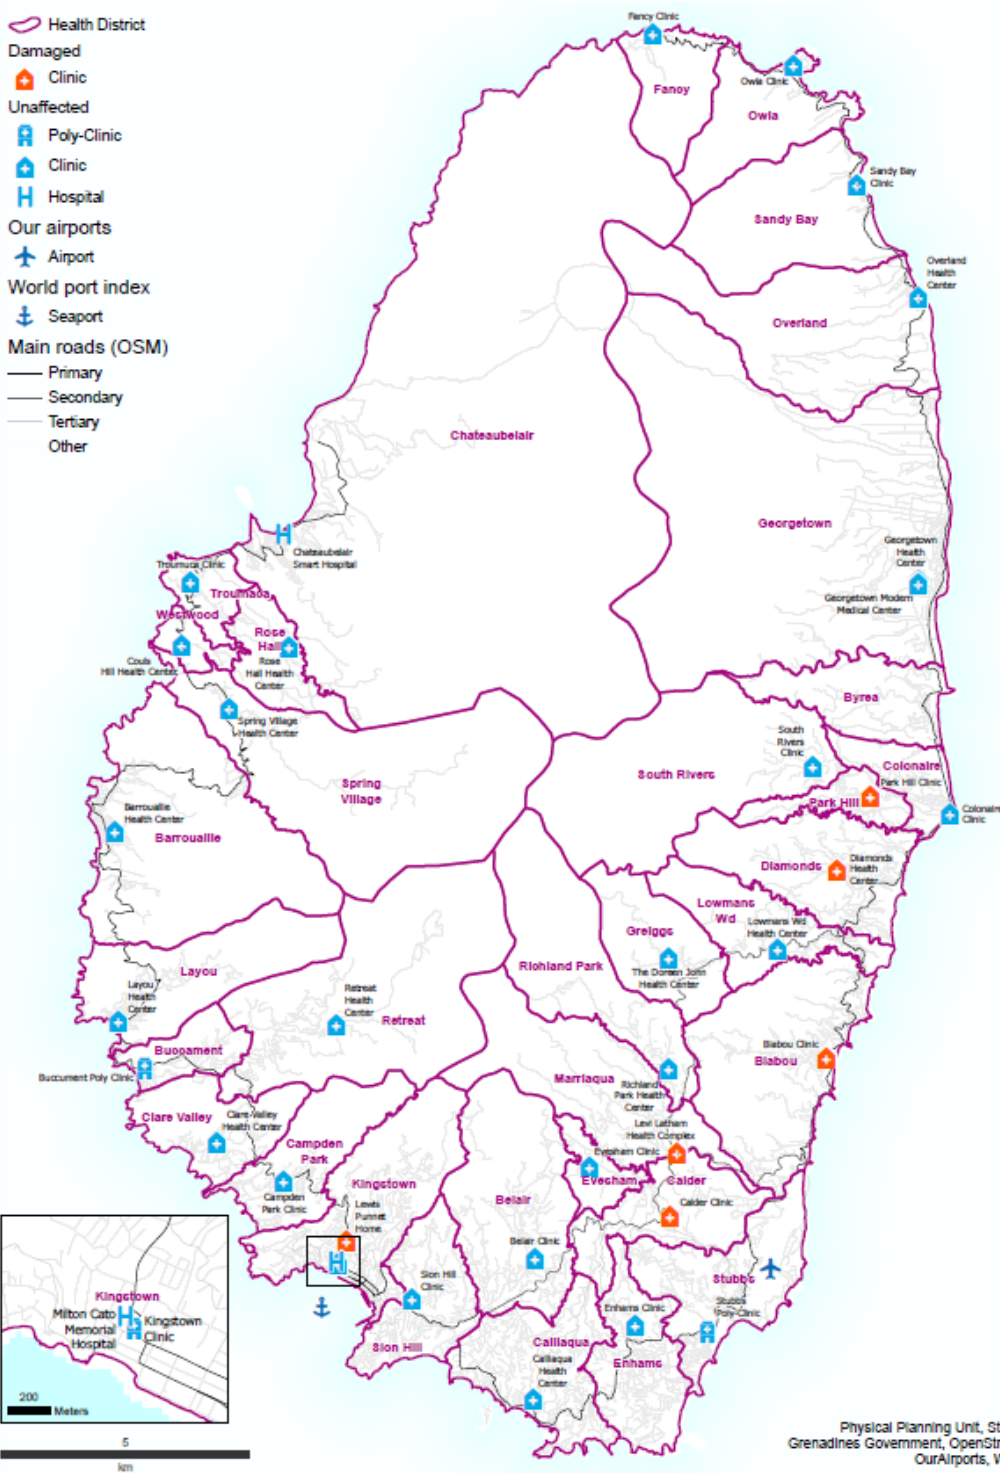 Health District
Damaged
Clinic
Unaffected
Poly-Clinic
Clinic
Hospital
Our airports
Airport
World port index
Seaport
Main roads (OSM)
Primary
Secondary
Tertiary
Other
Fancy Clinic
Fancy
Owia Clinic
Owia
Sandy Bay
Clinic
Sandy Bay
Overland
Health
Center
Overland
Chateaubelair
Georgetown
Georgetown
Health
Center
Georgetown Modern
Medical Center
Chateaubelair
Smart Hospital
Troumaca Clinic
Troumaca
Westwood
Rose
Hall
Rose
Hall Health
Center
Couls
Hill Health Center
Spring Village
Health Center
Spring
Village
Byrea
South
Rivers
Clinic
South Rivers
Colonaire
Park Hill Clinic
Park Hill
Colonaire
Clinic
Barrouallie
Health Center
Barrouallie
Diamonds
Diamonds
Health
Center
Lowmans
Wd
Lowmans Wd
Health Center
Greiggs
The Doreen John
Health Center
Richland Park
Layou
Layou
Health
Center
Retreat
Health
Center
Retreat
Buccament
Buccument Poly Clinic
Biabou Clinic
Biabou
Marriaqua
Richland
Park Health
Center
Clare Valley
Clare Valley
Health Center
Levi Latham
Health Complex
Evesham Clinic
Evesham
Calder
Calder Clinic
Campden
Park
Campden
Park Clinic
Kingstown
Lewis
Punnet
Home
Belair
Belair Clinic
Sion Hill
Clinic
Sion Hill
Stubbs
Stubbs
Poly-Clinic
Enhams Clinic
Enhams
Calliaqua
Calliaqua
Health
Center
Kingstown
Milton Cato
Memorial
Hospital
Kingstown
Clinic
200
Meters
5
km
Physical Planning Unit, St
Grenadines Government, OpenStr
OurAirports, W